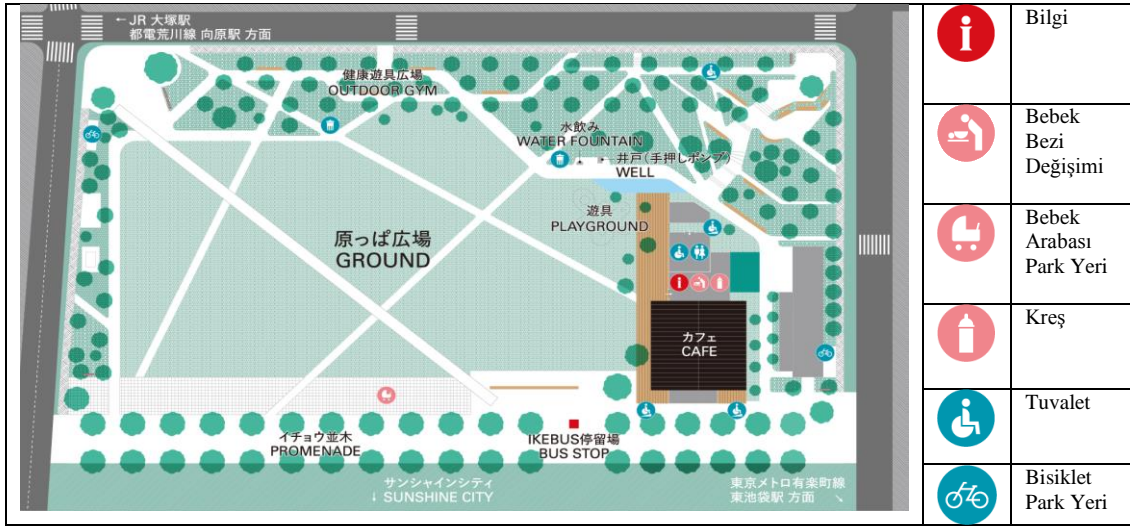 ←JR 大塚駅
都電荒川線 向原駅 方面
健康遊具広場
OUTDOOR GYM
水飲み
WATER FOUNTAIN
井戸(手押しポンプ)
WELL
遊具
PLAYGROUND
原っぱ広場
GROUND
カフェ
CAFE
イチョウ並木
PROMENADE
IKEBUS停留場
BUS STOP
サンシャインシティ
↓ SUNSHINE CITY
東京メトロ有楽町線
東池袋駅 方面 ↘
Bilgi
Bebek
Bezi
Değişimi
Bebek
Arabası
Park Yeri
Kreş
Tuvalet
Bisiklet
Park Yeri